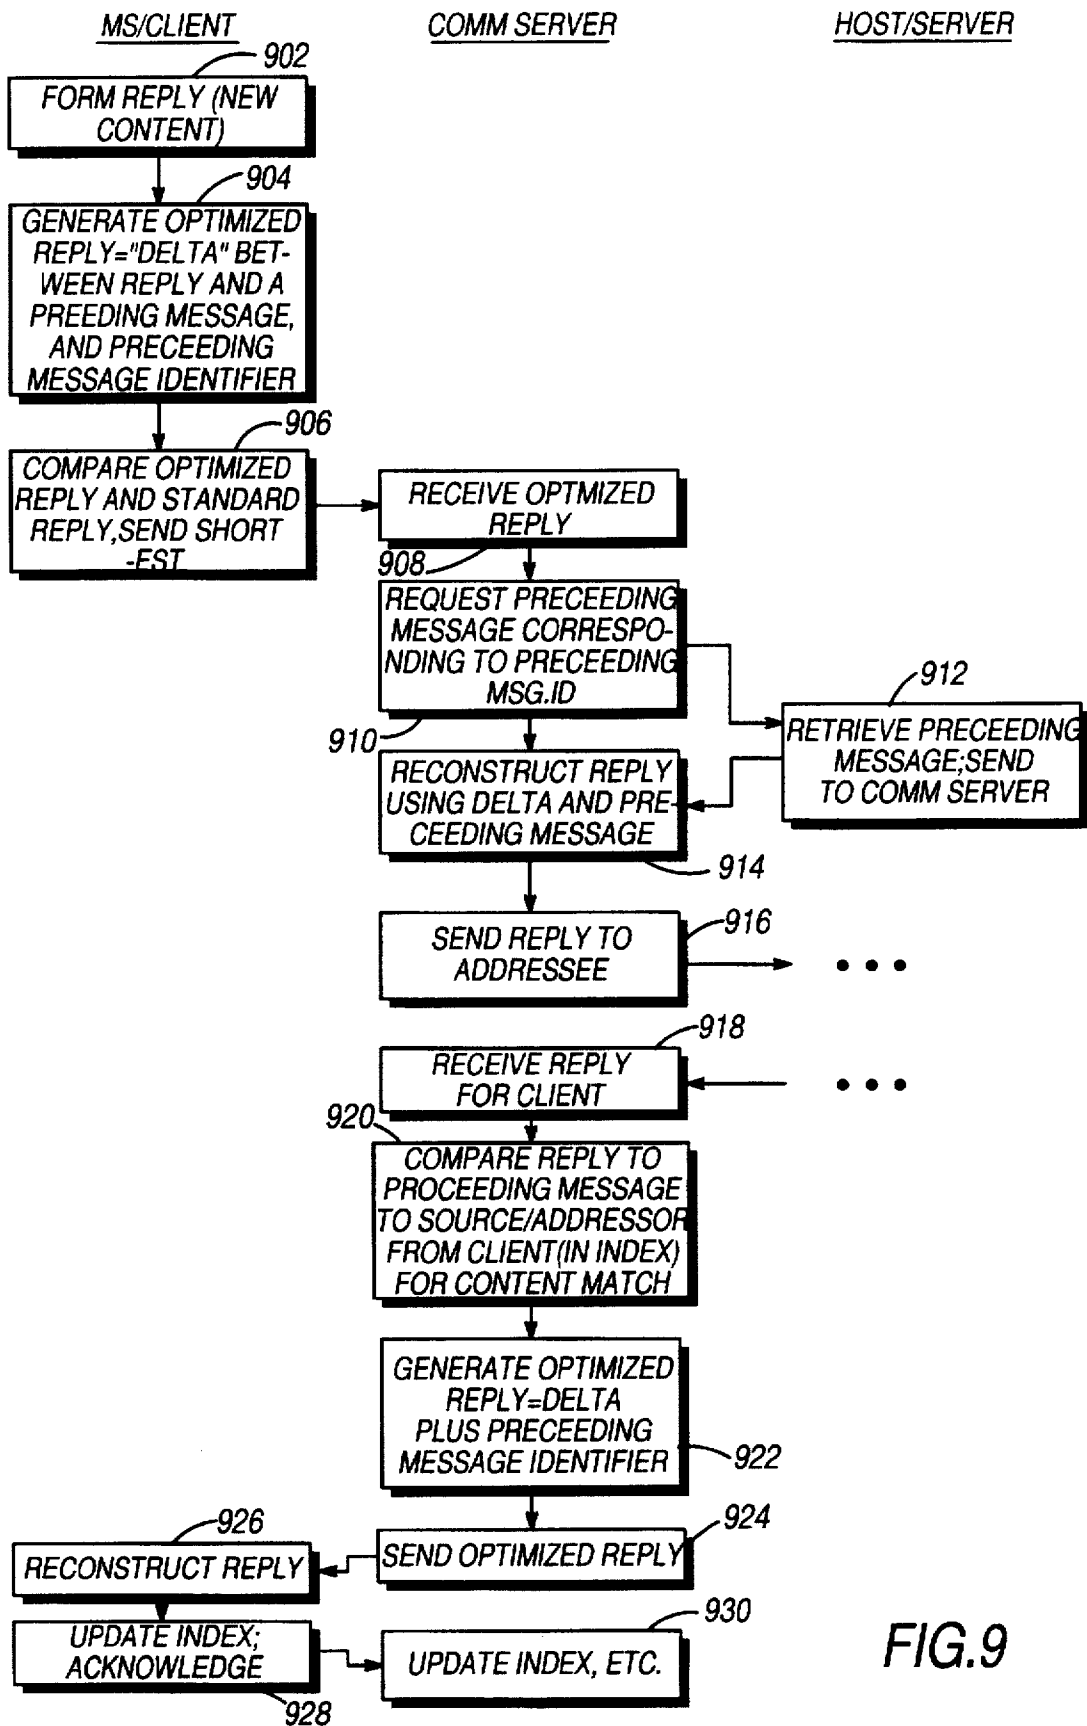 MS/CLIENT
COMM SERVER
HOST/SERVER
902
FORM REPLY (NEW
CONTENT)
904
GENERATE OPTIMIZED
REPLY="DELTA" BET-
WEEN REPLY AND A
PREEDING MESSAGE,
AND PRECEEDING
MESSAGE IDENTIFIER
906
COMPARE OPTIMIZED
REPLY AND STANDARD
REPLY,SEND SHORT
-EST
RECEIVE OPTMIZED
REPLY
908
REQUEST PRECEEDING
MESSAGE CORRESPO-
NDING TO PRECEEDING
MSG.ID
910
912
RETRIEVE PRECEEDING
MESSAGE;SEND
TO COMM SERVER
RECONSTRUCT REPLY
USING DELTA AND PRE-
CEEDING MESSAGE
914
SEND REPLY TO
ADDRESSEE
916
918
RECEIVE REPLY
FOR CLIENT
920
COMPARE REPLY TO
PROCEEDING MESSAGE
TO SOURCE/ADDRESSOR
FROM CLIENT(IN INDEX)
FOR CONTENT MATCH
GENERATE OPTIMIZED
REPLY=DELTA
PLUS PRECEEDING
MESSAGE IDENTIFIER
922
924
SEND OPTIMIZED REPLY
926
RECONSTRUCT REPLY
UPDATE INDEX;
ACKNOWLEDGE
928
930
UPDATE INDEX, ETC.
FIG.9